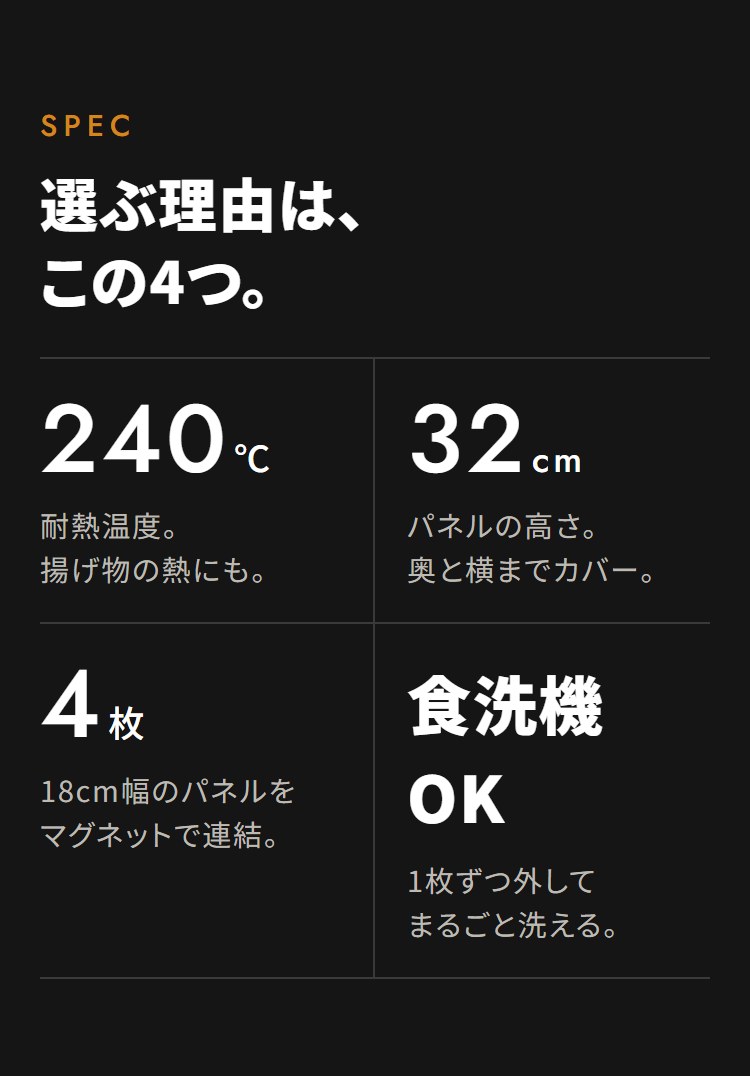 SPEC
選ぶ理由は、
この4つ。
240℃
耐熱温度。
揚げ物の熱にも。
32cm
パネルの高さ。
奥と横までカバー。
4枚
18cm幅のパネルを
マグネットで連結。
食洗機
OK
1枚ずつ外して
まるごと洗える。